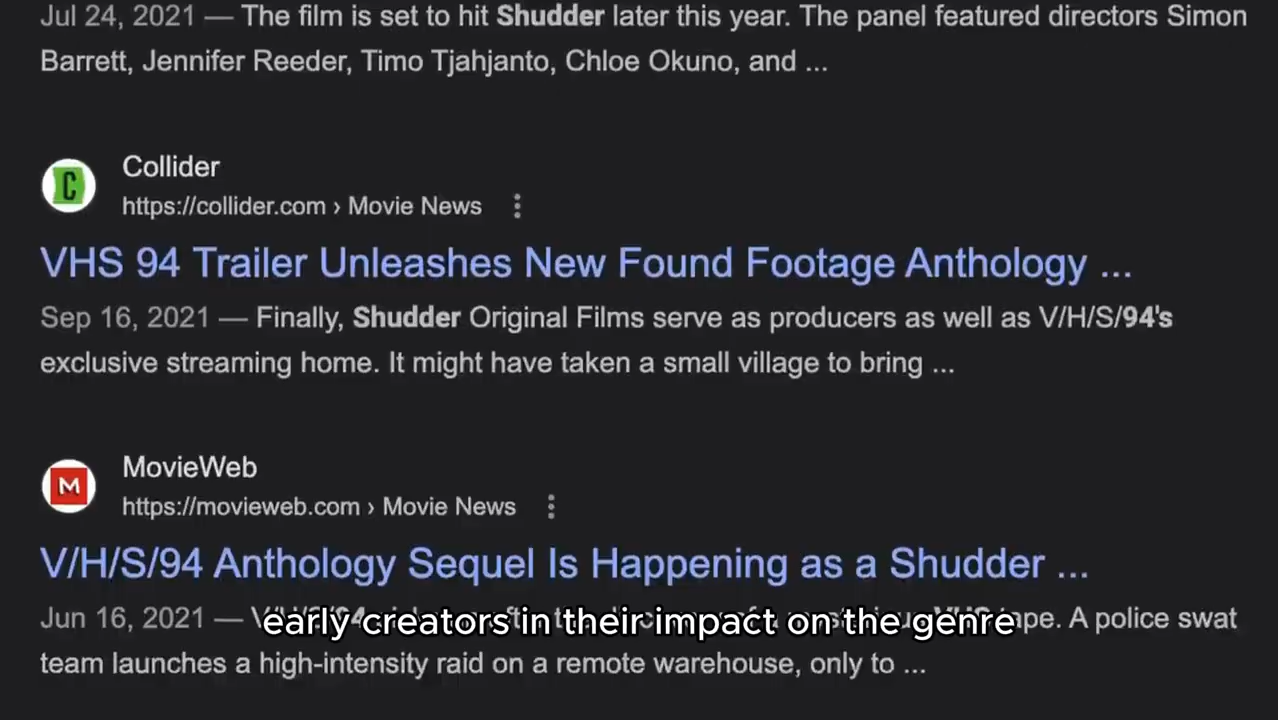 Jul 24, 2021 — The film is set to hit Shudder later this year. The panel featured directors Simon
Barrett, Jennifer Reeder, Timo Tjahjanto, Chloe Okuno, and ...
Collider
https://collider.com › Movie News
VHS 94 Trailer Unleashes New Found Footage Anthology ...
Sep 16, 2021 — Finally, Shudder Original Films serve as producers as well as V/H/S/94's
exclusive streaming home. It might have taken a small village to bring ...
MovieWeb
https://movieweb.com › Movie News
V/H/S/94 Anthology Sequel Is Happening as a Shudder ...
Jun 16, 2021 — tape. A police swat
early creators in their impact on the genre
team launches a high-intensity raid on a remote warehouse, only to ...